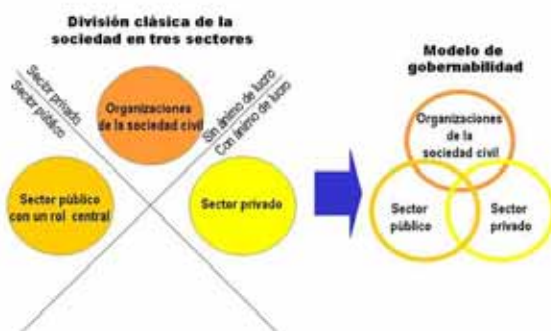 División clásica de la
sociedad en tres sectores
Sector privado
Sector público
Organizaciones
de la sociedad civil
Sin ánimo de lucro
Con ánimo de lucro
Sector público
con un rol central
Sector privado
Modelo de
gobernabilidad
Organizaciones
de la
sociedad civil
Sector
público
Sector
privado